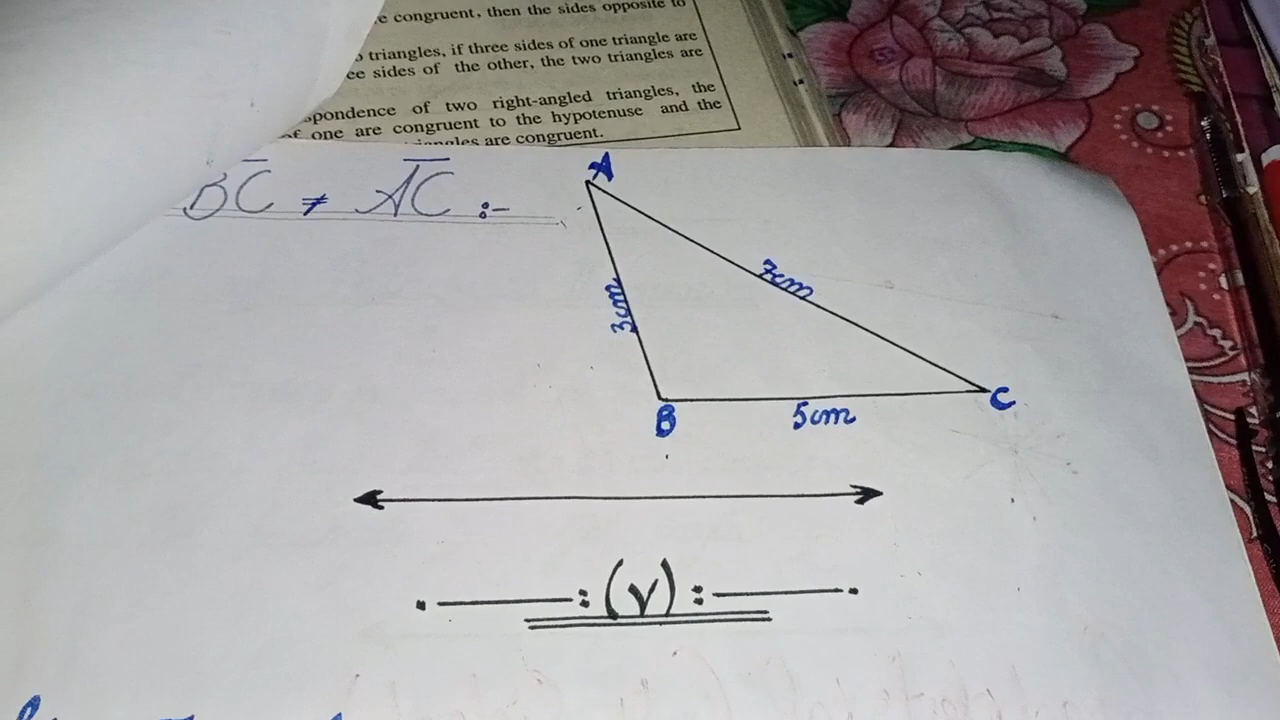 e congruent, then the sides opposite to
triangles, if three sides of one triangle are
ee sides of the other, the two triangles are
spondence of two right-angled triangles, the
of one are congruent to the hypotenuse and the
angles are congruent.
B̅C̅ ≠ A̅C̅ :-
A
7cm
3cm
B
5cm
C
:(v):